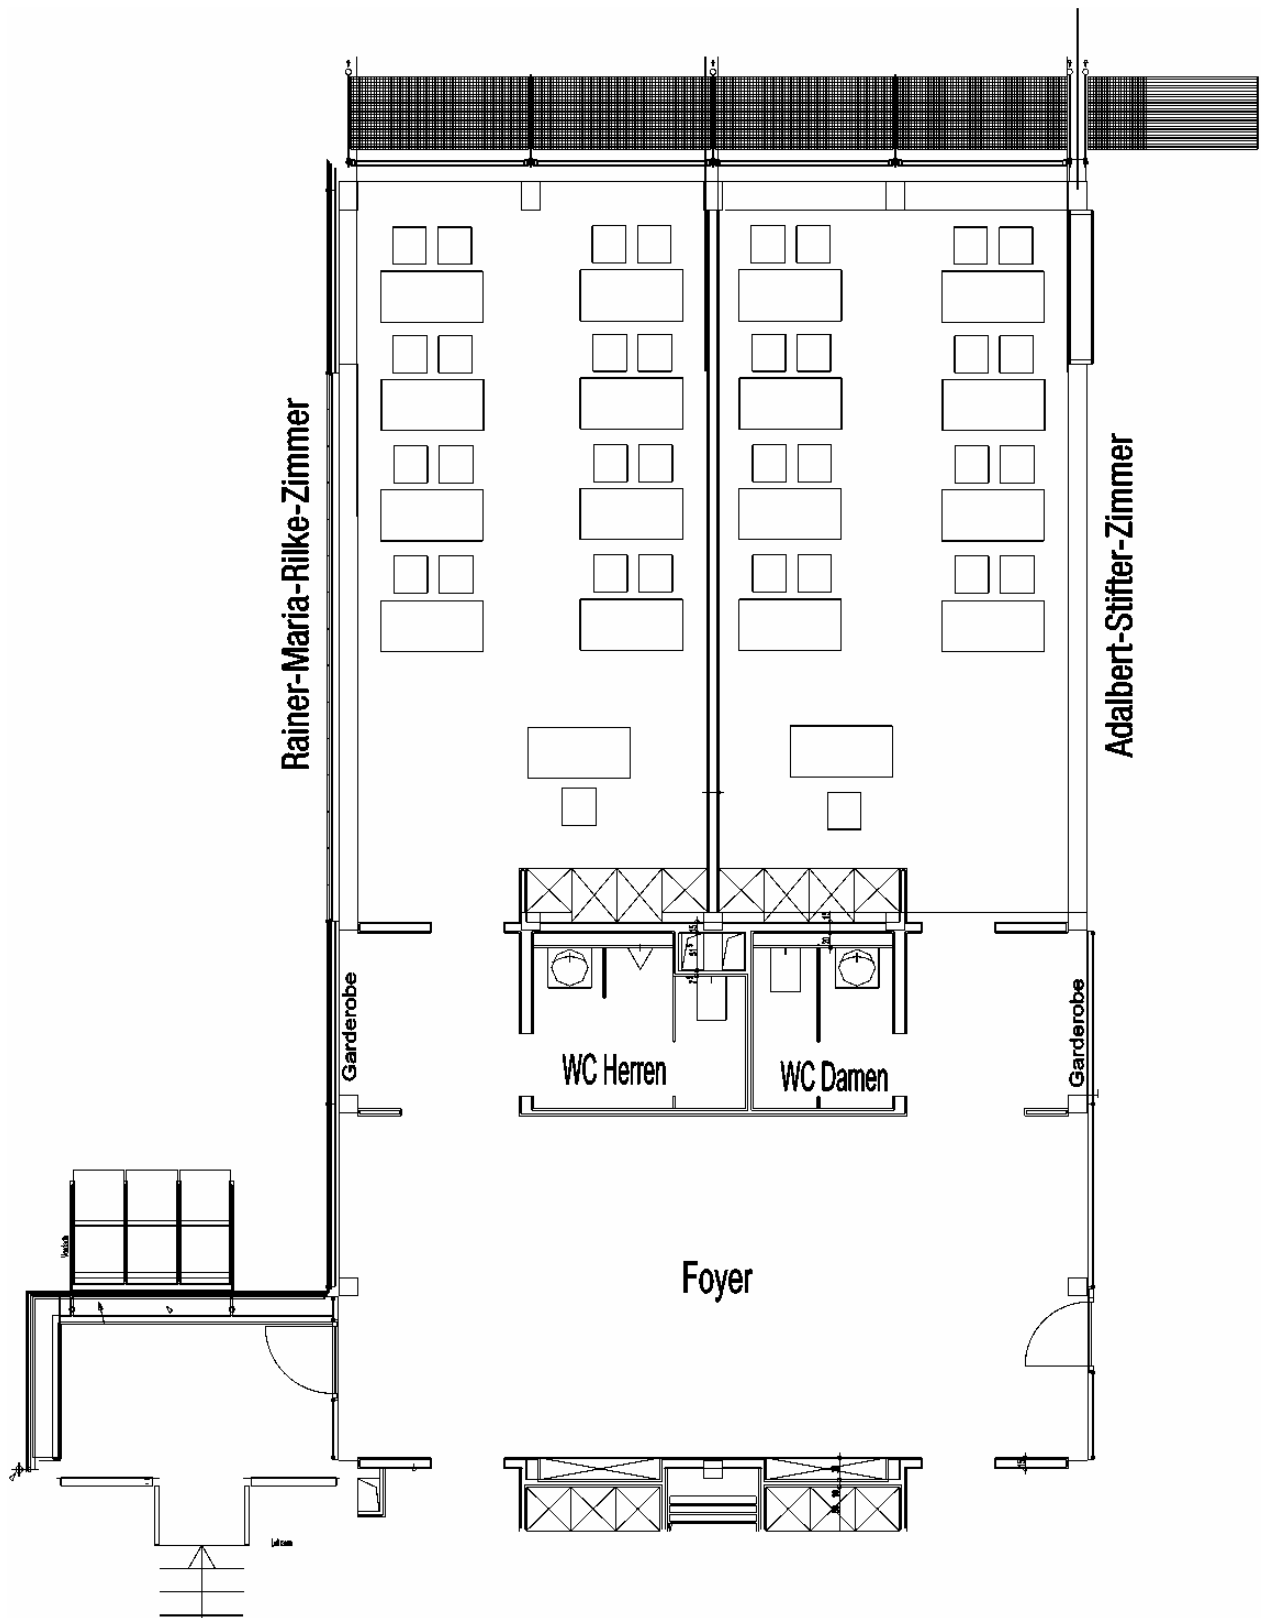 Rainer-Maria-Rilke-Zimmer
Adalbert-Stifter-Zimmer
Garderobe
Garderobe
WC Herren
WC Damen
Foyer